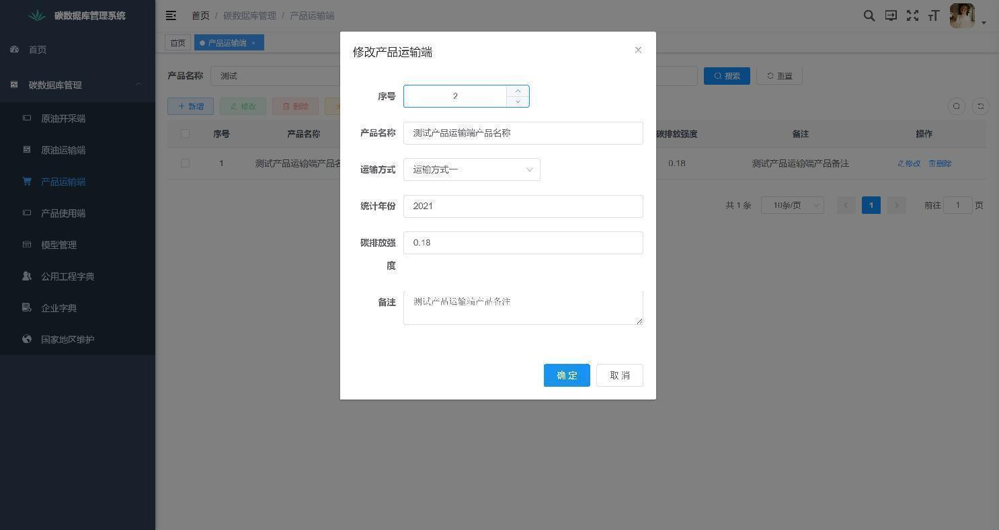 碳数据库管理系统
首页
碳数据库管理
原油开采端
原油运输端
产品运输端
产品使用端
模型管理
公用工程字典
企业字典
国家地区维护
首页 / 碳数据库管理 / 产品运输端
首页
产品运输端 ×
产品名称 测试
搜索 重置
新增 修改 删除
序号 产品名称 碳排放强度 备注 操作
1 测试产品运输端产品名 0.18 测试产品运输端产品备注 修改 删除
共 1 条 10条/页 < 1 > 前往 1 页
修改产品运输端
序号 2
产品名称 测试产品运输端产品名称
运输方式 运输方式一
统计年份 2021
碳排放强度 0.18
备注 测试产品运输端产品备注
确 定 取 消